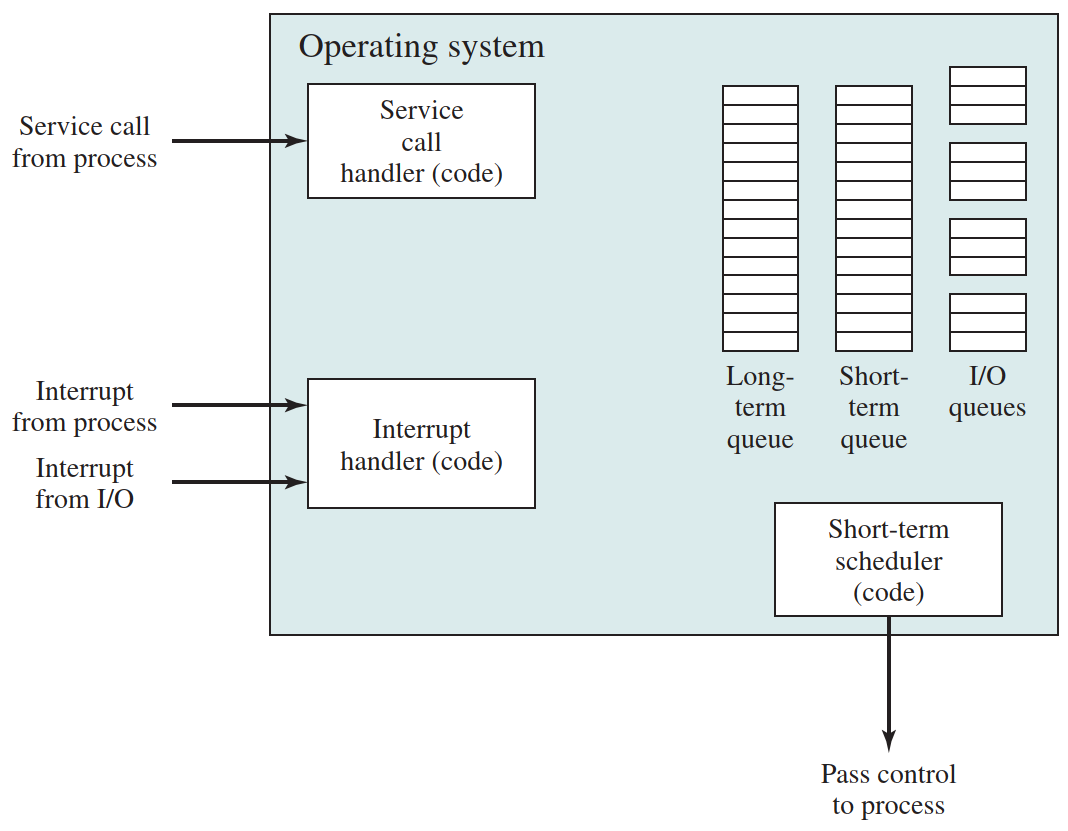 Operating system
Service call
from process
Service
call
handler (code)
Interrupt
from process
Interrupt
from I/O
Interrupt
handler (code)
Long-
term
queue
Short-
term
queue
I/O
queues
Short-term
scheduler
(code)
Pass control
to process